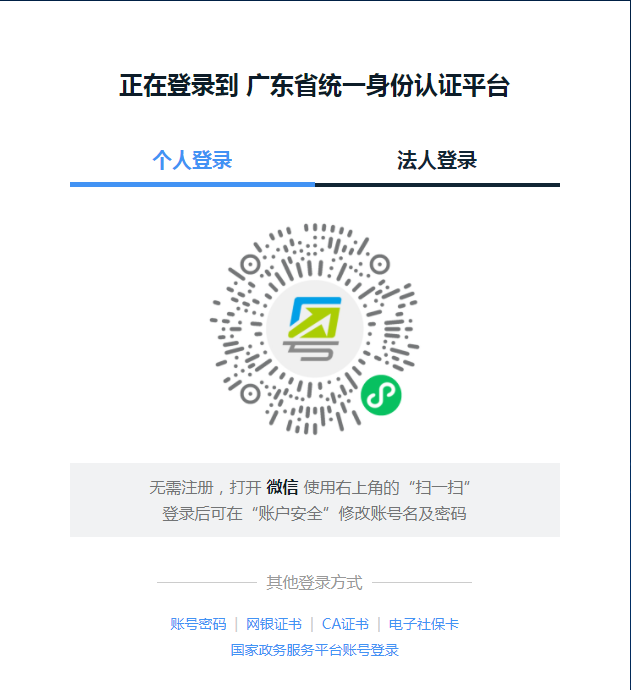 正在登录到 广东省统一身份认证平台
个人登录 法人登录
无需注册，打开 微信 使用右上角的“扫一扫”
登录后可在“账户安全”修改账号名及密码
其他登录方式
账号密码 | 网银证书 | CA证书 | 电子社保卡
国家政务服务平台账号登录